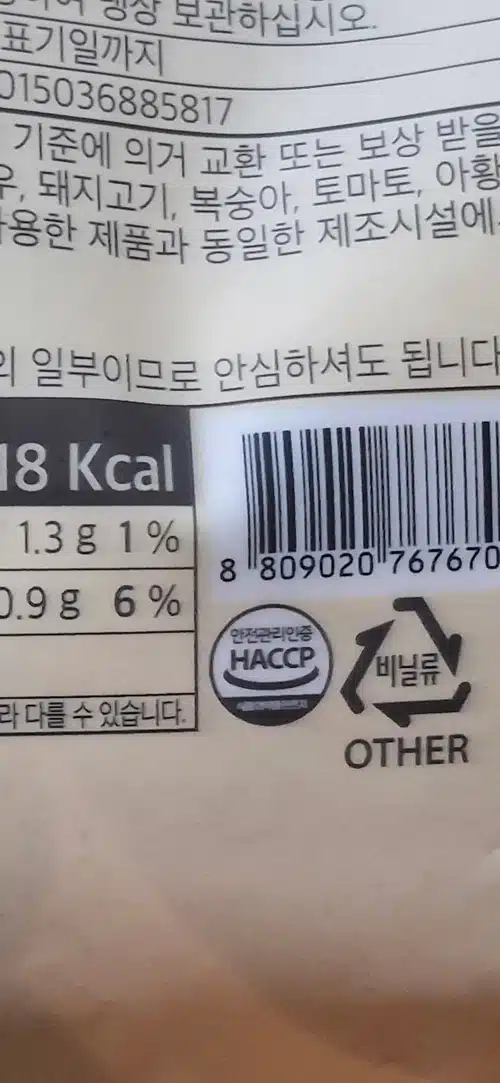 냉장 보관하십시오.
표기일까지
015036885817
기준에 의거 교환 또는 보상 받을
우, 돼지고기, 복숭아, 토마토, 아황
사용한 제품과 동일한 제조시설에
의 일부이므로 안심하셔도 됩니다
18 Kcal
1.3 g 1 %
0.9 g 6 %
라 다를 수 있습니다.
8 809020 767670
안전관리인증
HACCP
비닐류
OTHER